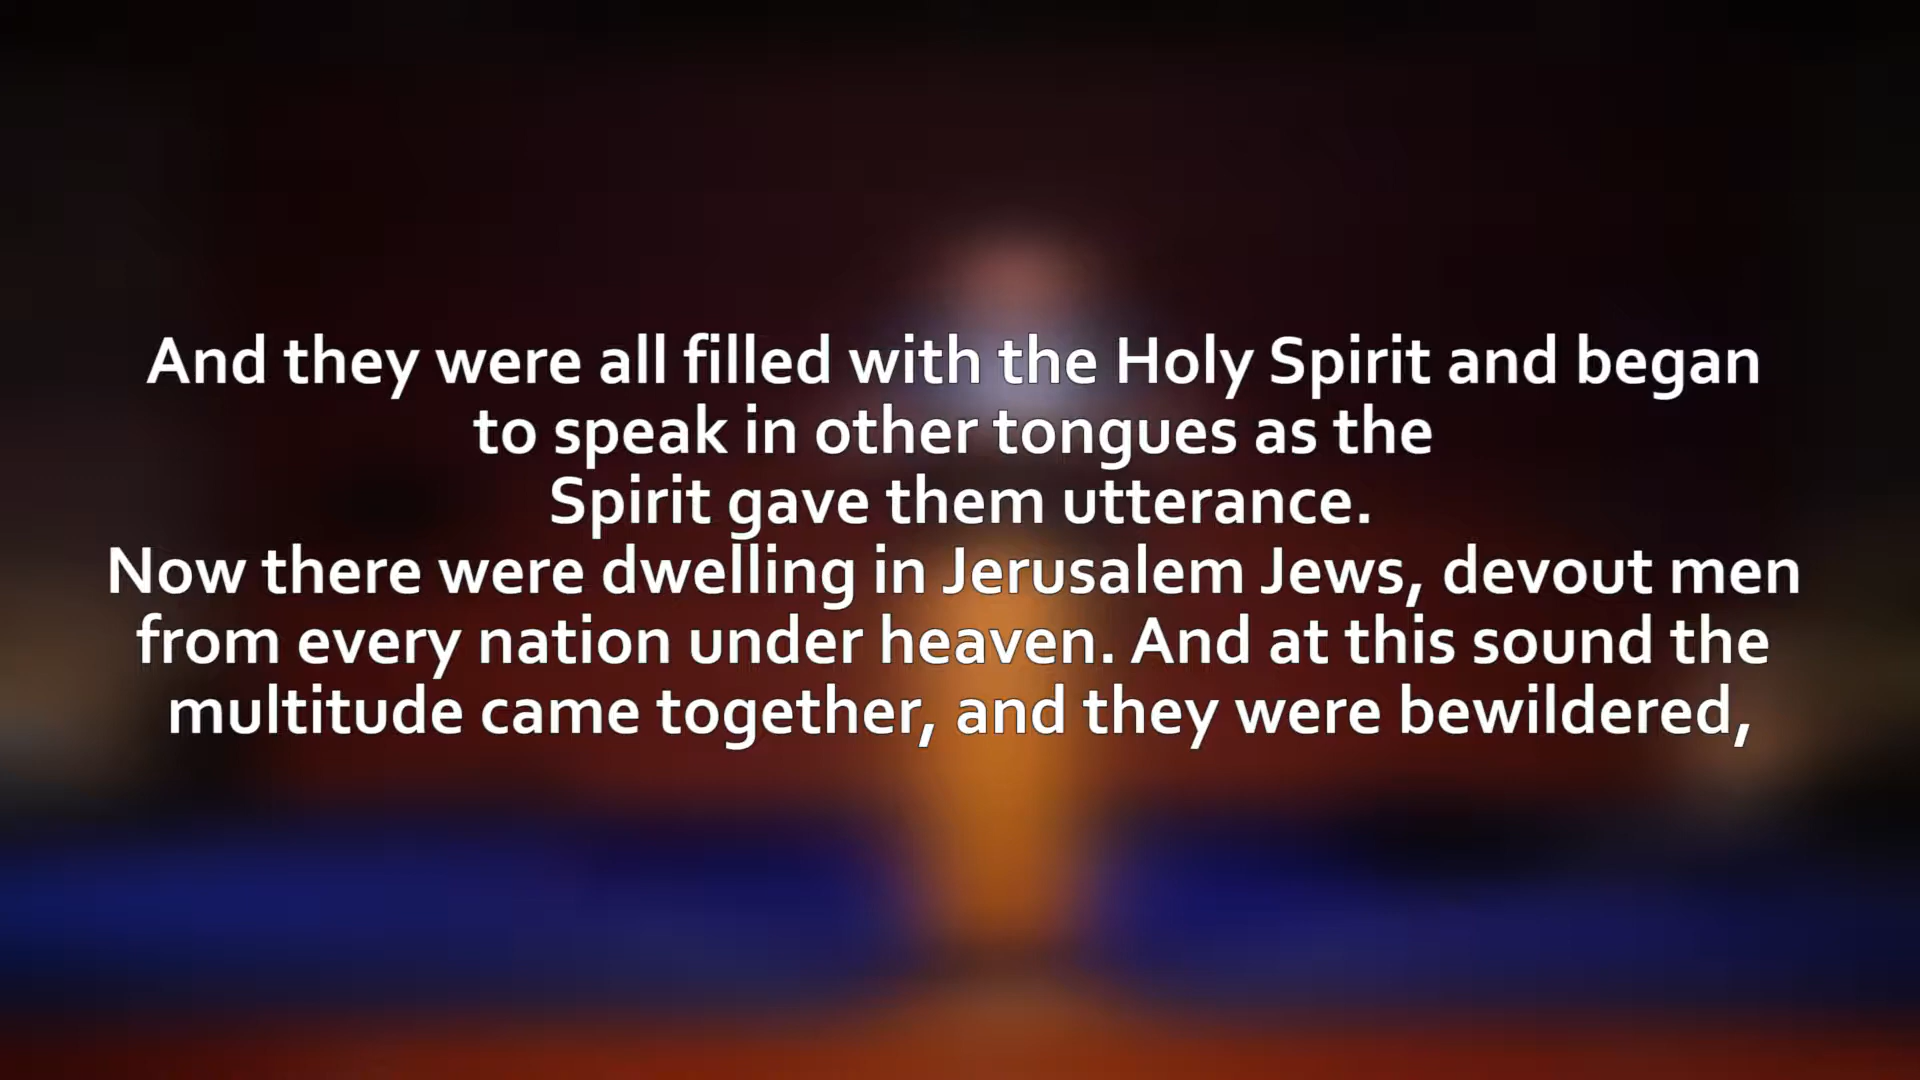 And they were all filled with the Holy Spirit and began
to speak in other tongues as the
Spirit gave them utterance.
Now there were dwelling in Jerusalem Jews, devout men
from every nation under heaven. And at this sound the
multitude came together, and they were bewildered,